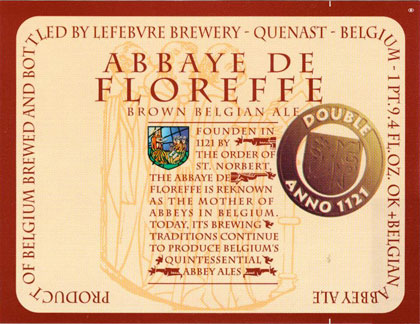 PRODUCT OF BELGIUM BREWED AND BOTTLED BY LEFEBVRE BREWERY - QUENAST - BELGIUM - 1 PT. 9.4 FL. OZ. OK + BELGIAN ABBEY ALE
ABBAYE DE
FLOREFFE
BROWN BELGIAN ALE
FOUNDEN IN
1121 BY
THE ORDER OF
ST. NORBERT,
THE ABBAYE DE
FLOREFFE IS REKNOWN
AS THE MOTHER OF
ABBEYS IN BELGIUM.
TODAY, ITS BREWING
TRADITIONS CONTINUE
TO PRODUCE BELGIUM'S
QUINTESSENTIAL
ABBEY ALES
DOUBLE
ANNO 1121